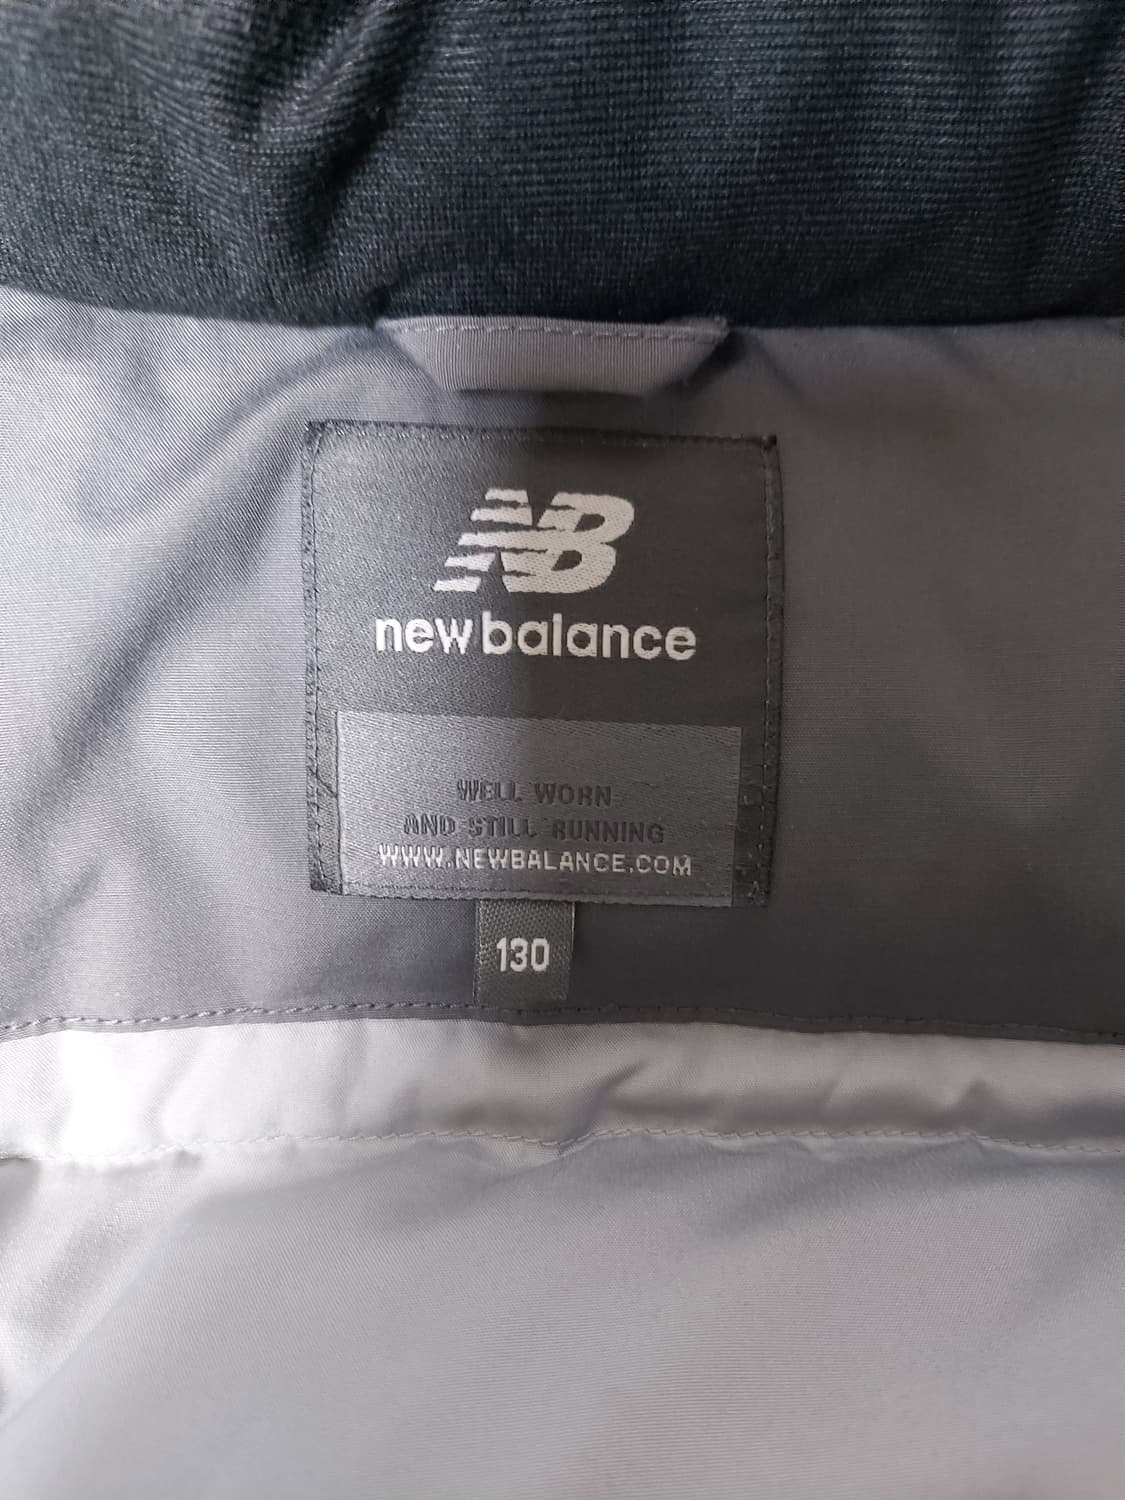 NB
new balance
WELL WORN
AND STILL RUNNING
WWW.NEWBALANCE.COM
130